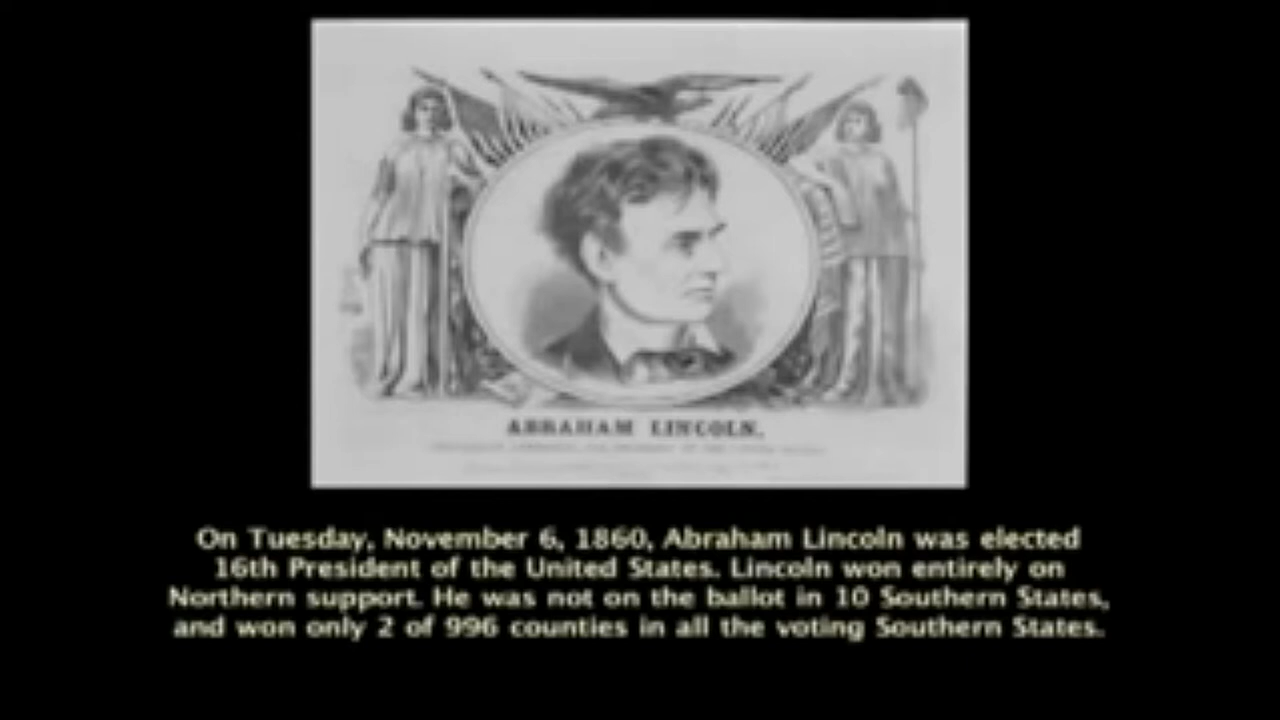 ABRAHAM LINCOLN,
On Tuesday, November 6, 1860, Abraham Lincoln was elected
16th President of the United States. Lincoln won entirely on
Northern support. He was not on the ballot in 10 Southern States,
and won only 2 of 996 counties in all the voting Southern States.